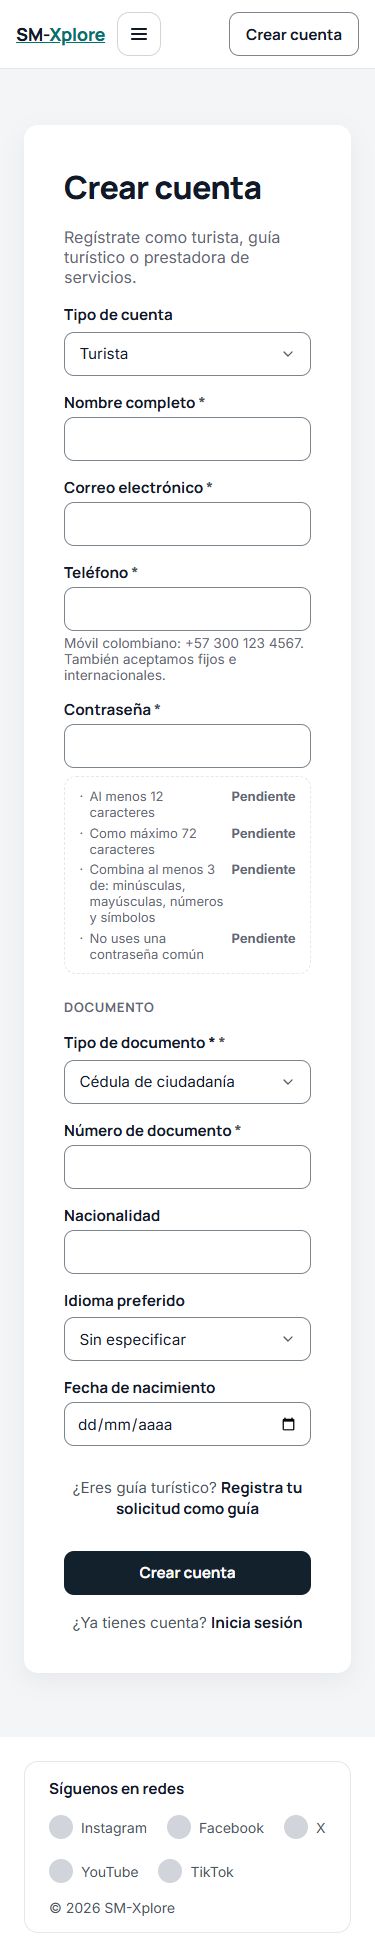 SM-Xplore
Crear cuenta
Crear cuenta
Regístrate como turista, guía
turístico o prestadora de
servicios.
Tipo de cuenta
Turista
Nombre completo *
Correo electrónico *
Teléfono *
Móvil colombiano: +57 300 123 4567.
También aceptamos fijos e
internacionales.
Contraseña *
· Al menos 12 Pendiente
caracteres
· Como máximo 72 Pendiente
caracteres
· Combina al menos 3 Pendiente
de: minúsculas,
mayúsculas, números
y símbolos
· No uses una Pendiente
contraseña común
DOCUMENTO
Tipo de documento * *
Cédula de ciudadanía
Número de documento *
Nacionalidad
Idioma preferido
Sin especificar
Fecha de nacimiento
dd/mm/aaaa
¿Eres guía turístico? Registra tu
solicitud como guía
Crear cuenta
¿Ya tienes cuenta? Inicia sesión
Síguenos en redes
Instagram Facebook X
YouTube TikTok
© 2026 SM-Xplore